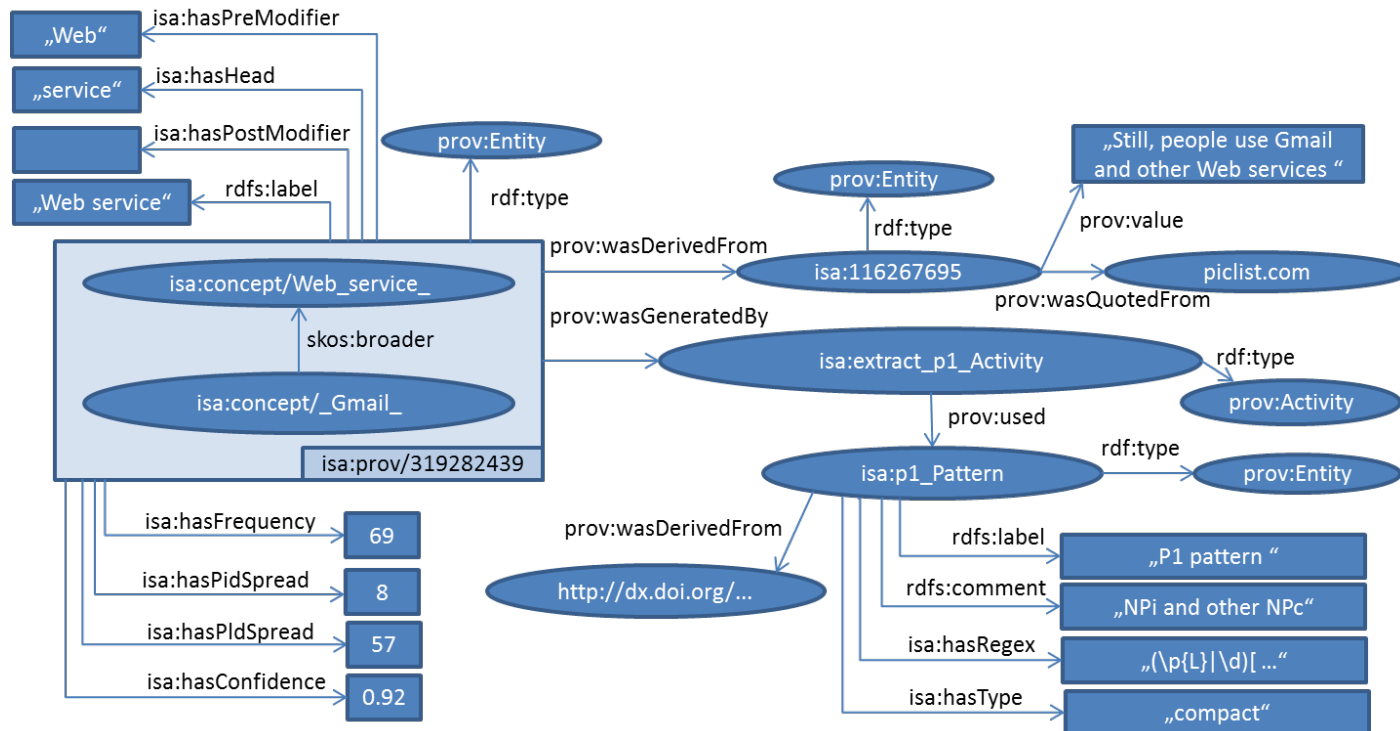 isa:hasPreModifier
„Web“
isa:hasHead
„service“
isa:hasPostModifier
rdfs:label
„Web service“
prov:Entity
rdf:type
isa:concept/Web_service_
skos:broader
isa:concept/_Gmail_
isa:prov/319282439
prov:wasDerivedFrom
prov:Entity
rdf:type
isa:116267695
„Still, people use Gmail
and other Web services “
prov:value
piclist.com
prov:wasQuotedFrom
prov:wasGeneratedBy
isa:extract_p1_Activity
rdf:type
prov:Activity
prov:used
isa:p1_Pattern
rdf:type
prov:Entity
prov:wasDerivedFrom
http://dx.doi.org/...
rdfs:label
„P1 pattern “
rdfs:comment
„NPi and other NPc“
isa:hasRegex
„(\p{L}|\d)[ ...“
isa:hasType
„compact“
isa:hasFrequency
69
isa:hasPidSpread
8
isa:hasPldSpread
57
isa:hasConfidence
0.92